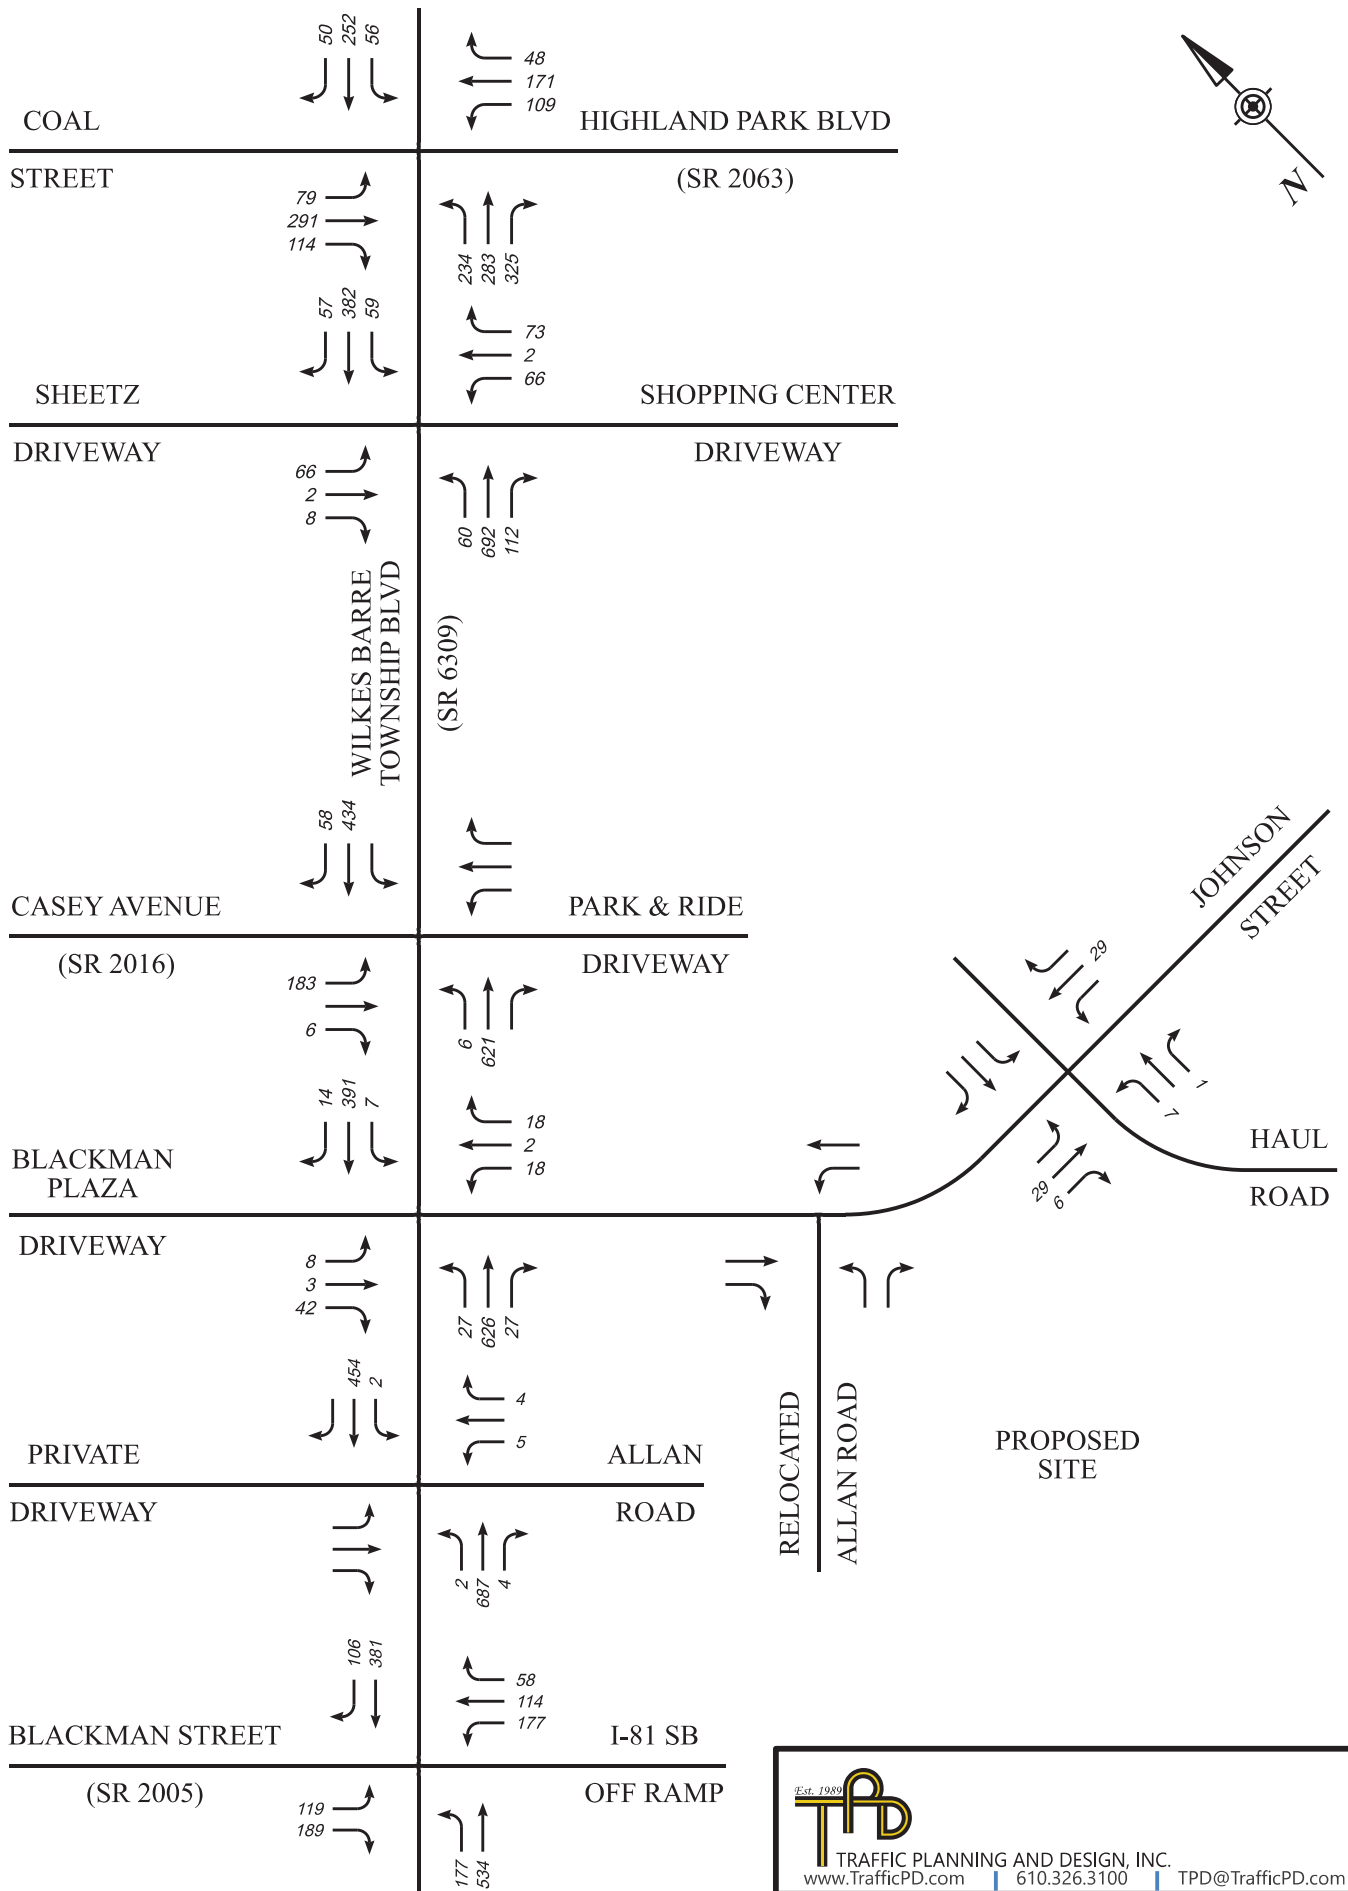 50 252 56
48
171
109
COAL
HIGHLAND PARK BLVD
STREET
(SR 2063)
79
291
114
234 283 325
57 382 59
73
2
66
SHEETZ
SHOPPING CENTER
DRIVEWAY
DRIVEWAY
66
2
8
60 692 112
WILKES BARRE
TOWNSHIP BLVD
(SR 6309)
58 434
CASEY AVENUE
PARK & RIDE
(SR 2016)
DRIVEWAY
183
6
6 621
14 391 7
18
2
18
BLACKMAN
PLAZA
DRIVEWAY
8
3
42
27 626 27
454 2
4
5
PRIVATE
ALLAN
DRIVEWAY
ROAD
2 687 4
106 381
58
114
177
BLACKMAN STREET
I-81 SB
(SR 2005)
OFF RAMP
119
189
177 534
N
JOHNSON
STREET
29
1
7
29
6
HAUL
ROAD
RELOCATED
ALLAN ROAD
PROPOSED
SITE
Est. 1989
TPD
TRAFFIC PLANNING AND DESIGN, INC.
www.TrafficPD.com | 610.326.3100 | TPD@TrafficPD.com